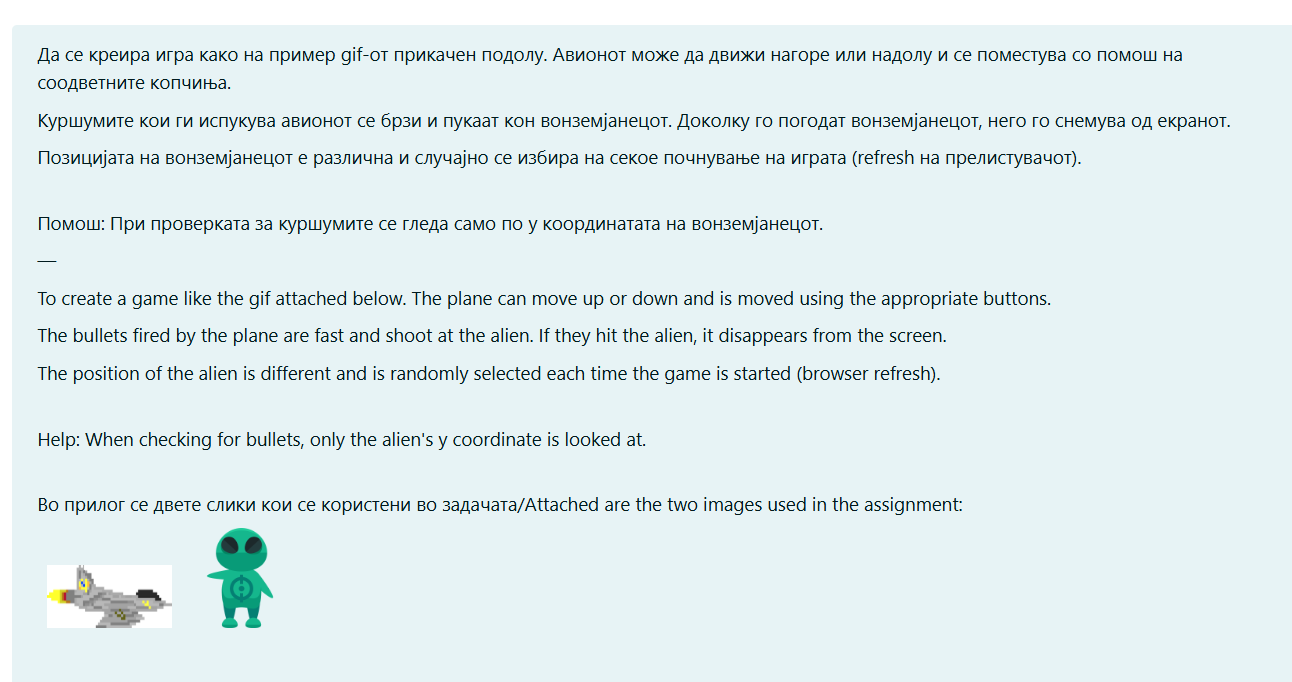 Да се креира игра како на пример gif-от прикачен подолу. Авионот може да движи нагоре или надолу и се поместува со помош на
соодветните копчиња.
Куршумите кои ги испукува авионот се брзи и пукаат кон вонземјанецот. Доколку го погодат вонземјанецот, него го снемува од екранот.
Позицијата на вонземјанецот е различна и случајно се избира на секое почнување на играта (refresh на прелистувачот).
Помош: При проверката за куршумите се гледа само по y координатата на вонземјанецот.
—
To create a game like the gif attached below. The plane can move up or down and is moved using the appropriate buttons.
The bullets fired by the plane are fast and shoot at the alien. If they hit the alien, it disappears from the screen.
The position of the alien is different and is randomly selected each time the game is started (browser refresh).
Help: When checking for bullets, only the alien's y coordinate is looked at.
Во прилог се двете слики кои се користени во задачата/Attached are the two images used in the assignment: